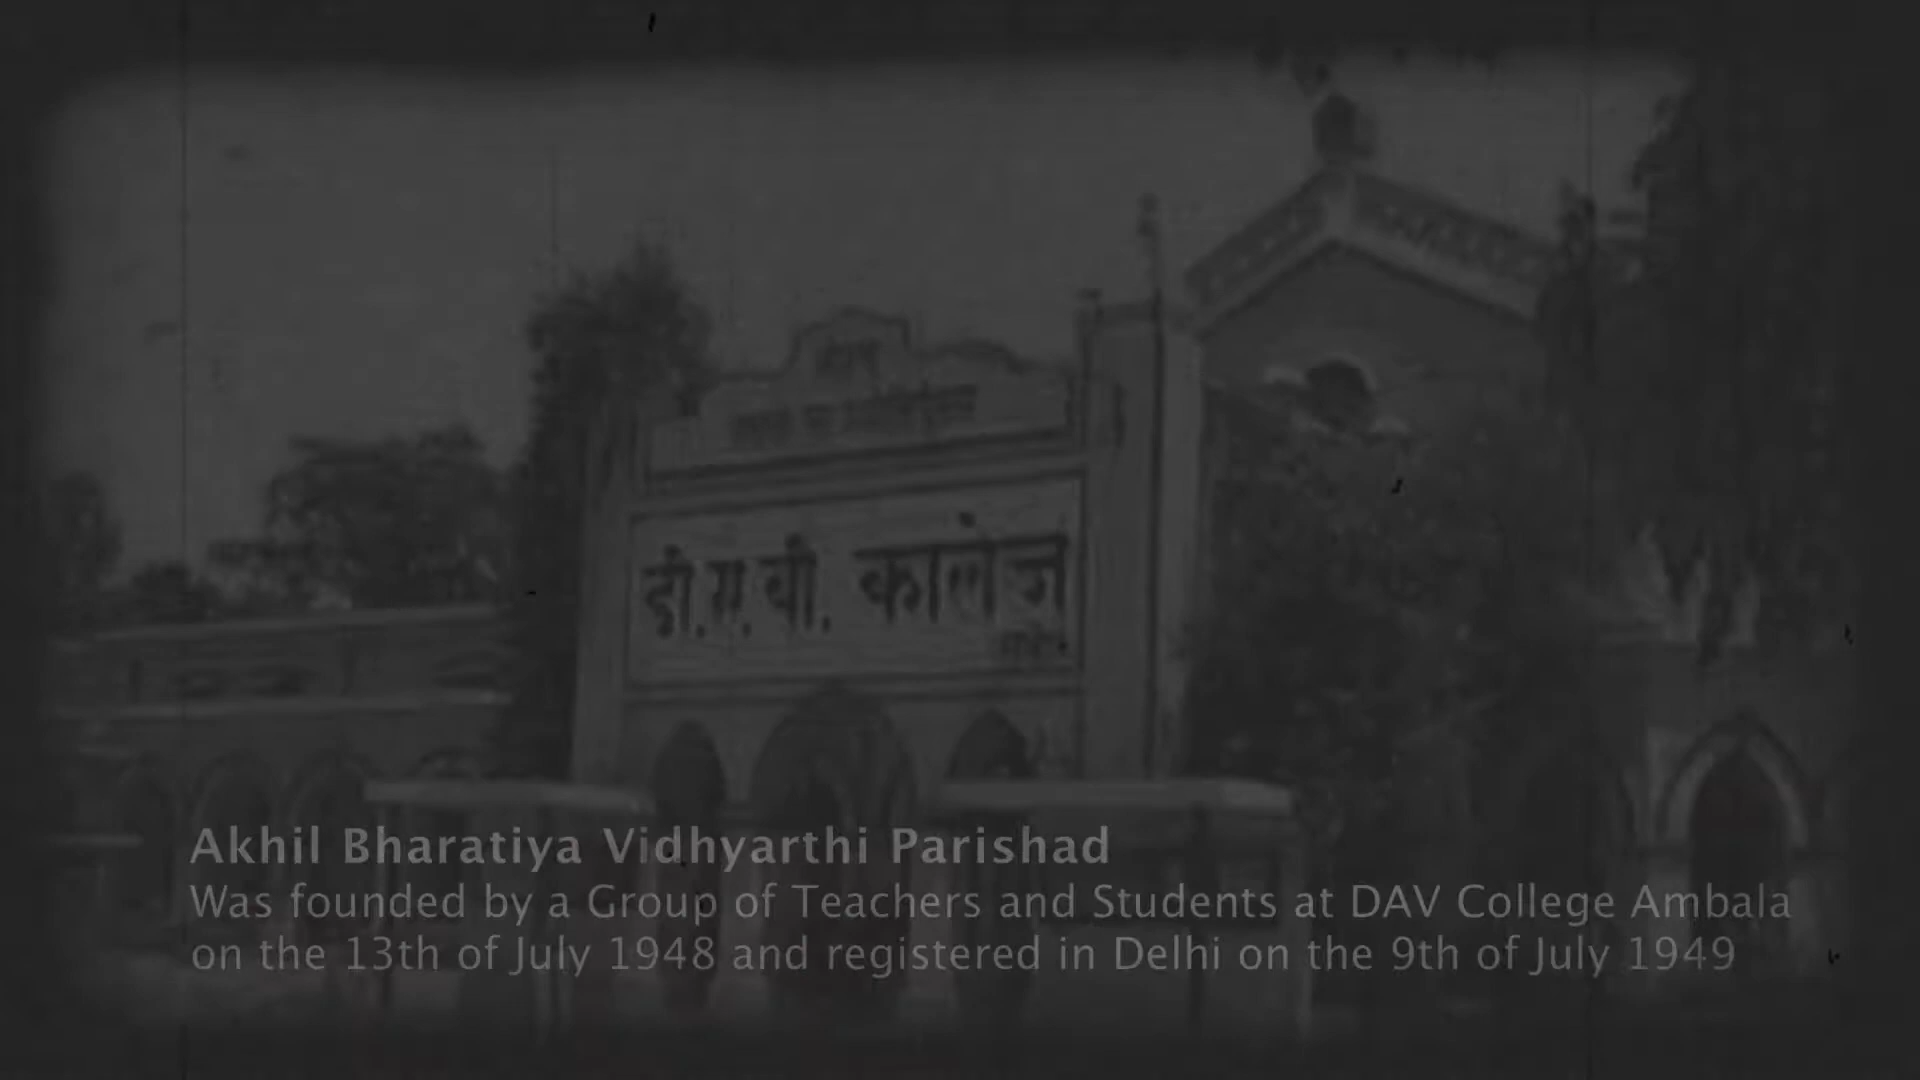 डी.ए.वी. कालेज
Akhil Bharatiya Vidhyarthi Parishad
Was founded by a Group of Teachers and Students at DAV College Ambala
on the 13th of July 1948 and registered in Delhi on the 9th of July 1949